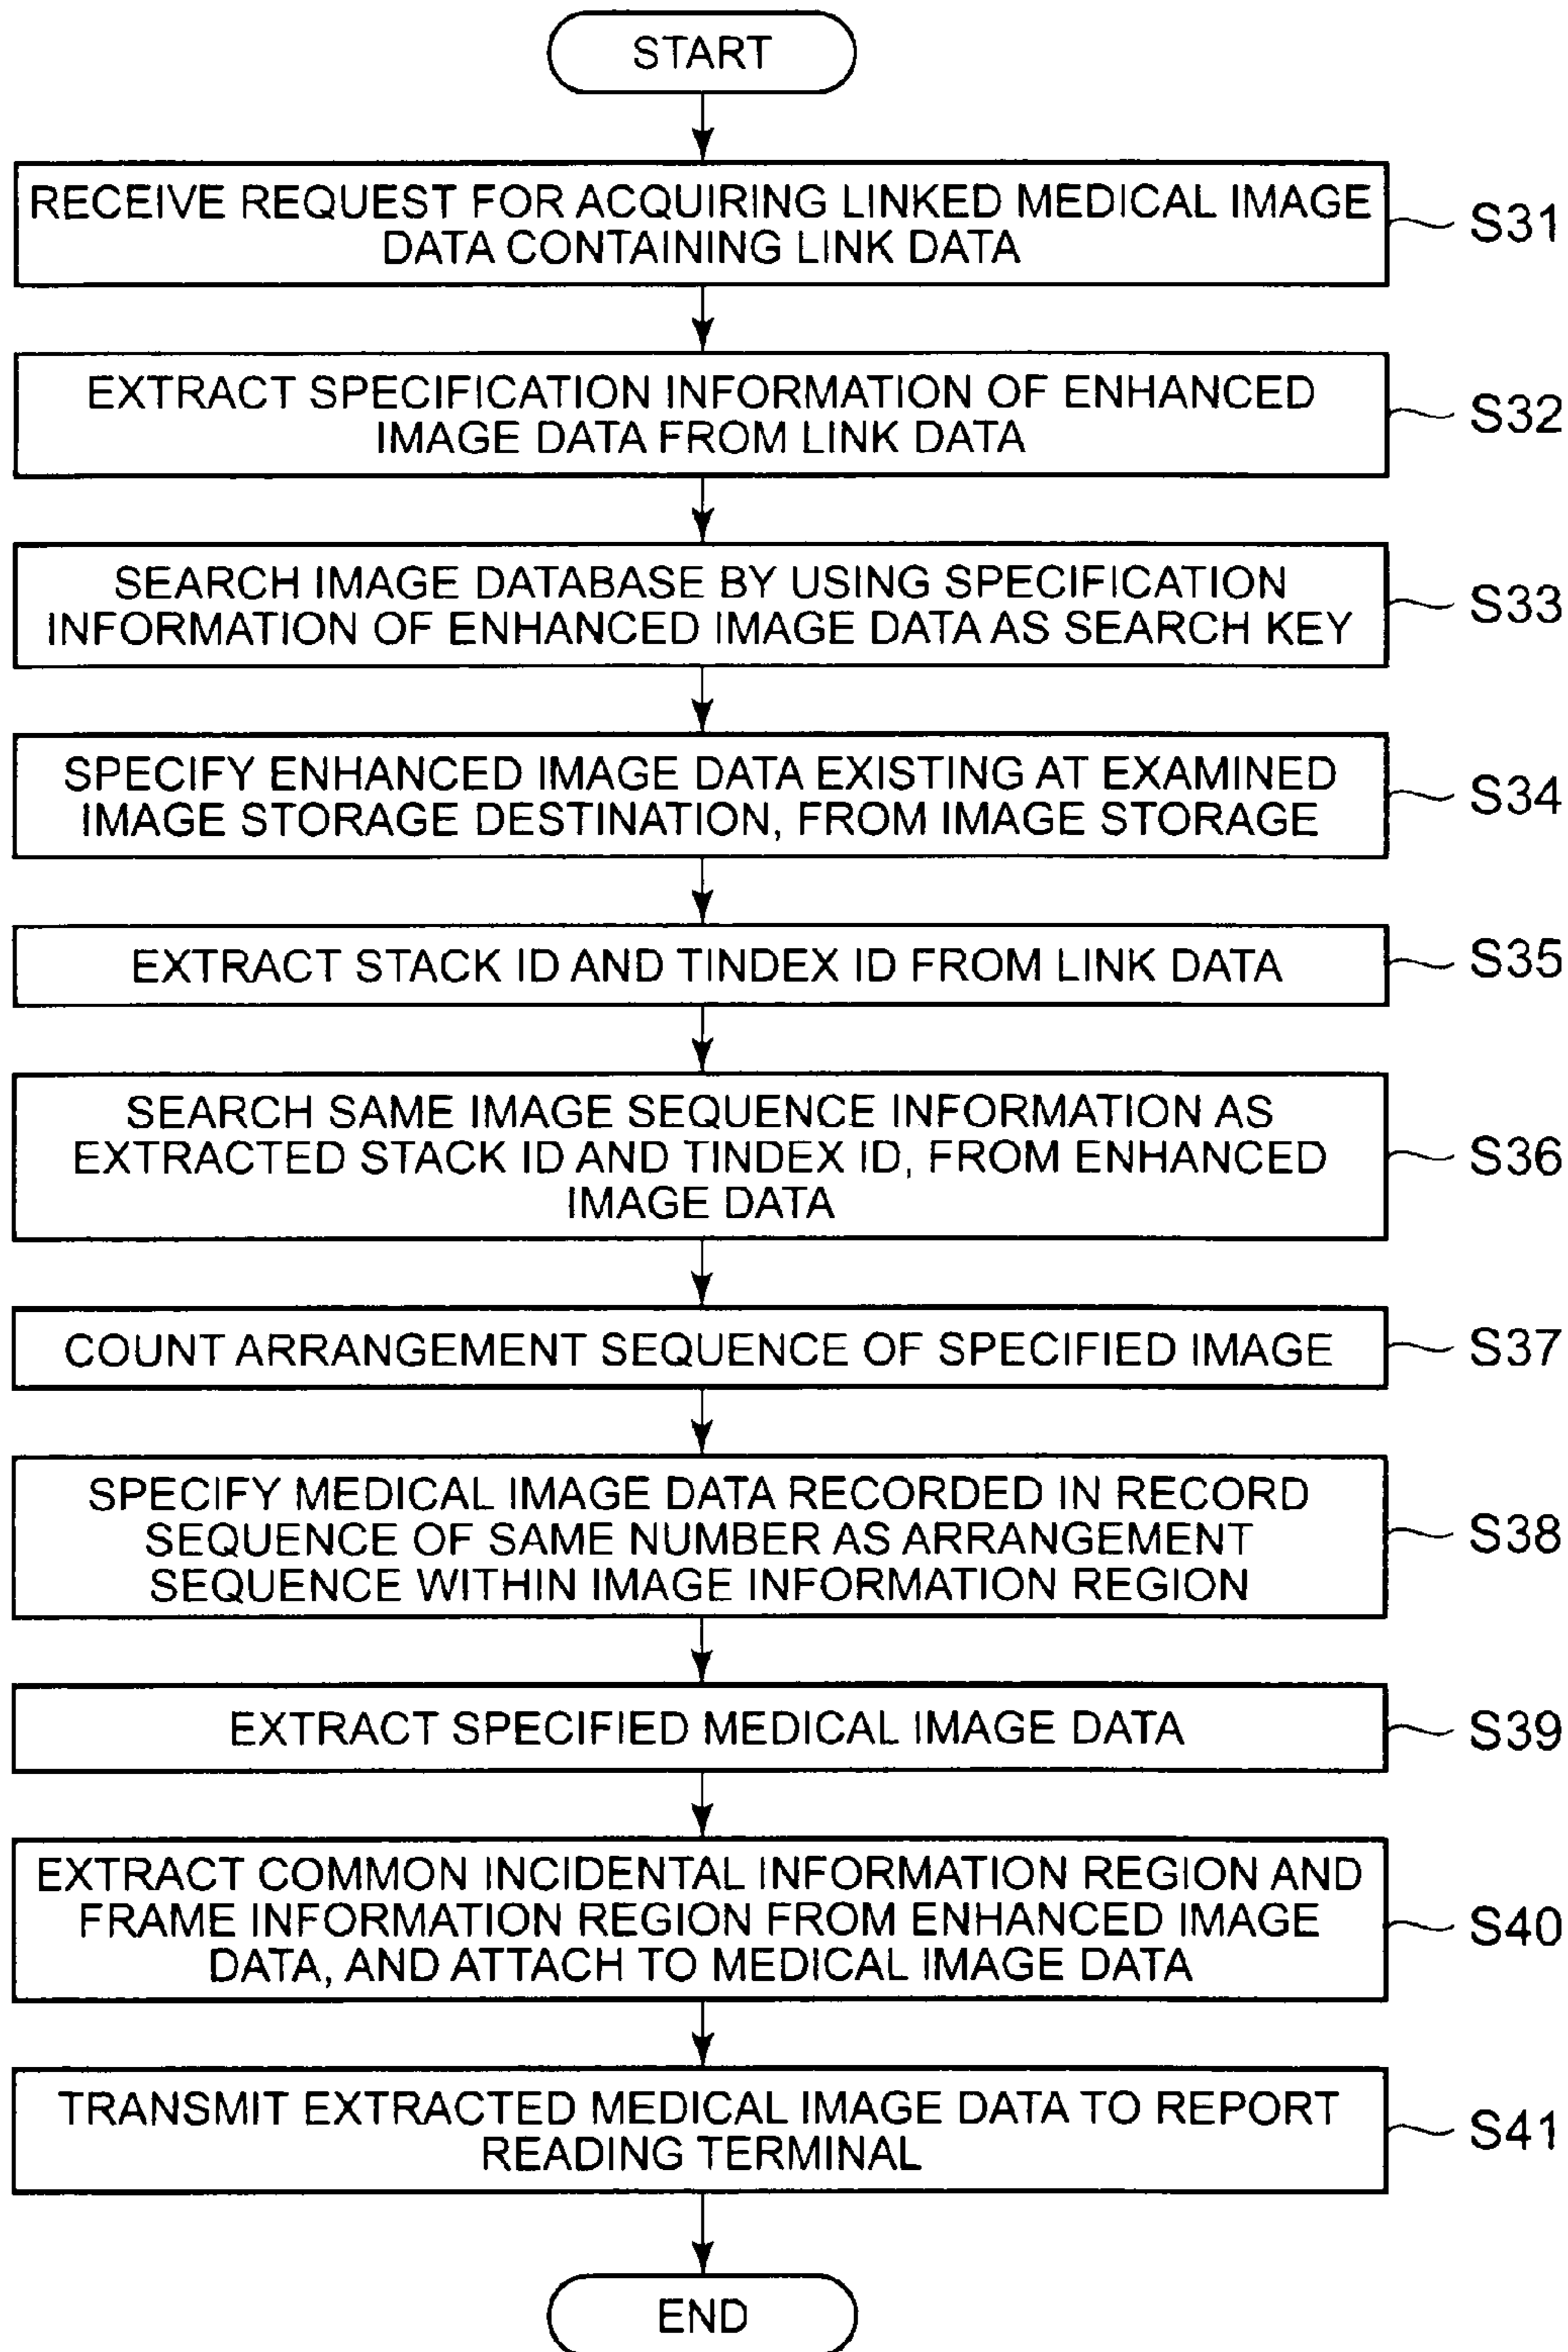 START
RECEIVE REQUEST FOR ACQUIRING LINKED MEDICAL IMAGE
DATA CONTAINING LINK DATA
S31
EXTRACT SPECIFICATION INFORMATION OF ENHANCED
IMAGE DATA FROM LINK DATA
S32
SEARCH IMAGE DATABASE BY USING SPECIFICATION
INFORMATION OF ENHANCED IMAGE DATA AS SEARCH KEY
S33
SPECIFY ENHANCED IMAGE DATA EXISTING AT EXAMINED
IMAGE STORAGE DESTINATION, FROM IMAGE STORAGE
S34
EXTRACT STACK ID AND TINDEX ID FROM LINK DATA
S35
SEARCH SAME IMAGE SEQUENCE INFORMATION AS
EXTRACTED STACK ID AND TINDEX ID, FROM ENHANCED
IMAGE DATA
S36
COUNT ARRANGEMENT SEQUENCE OF SPECIFIED IMAGE
S37
SPECIFY MEDICAL IMAGE DATA RECORDED IN RECORD
SEQUENCE OF SAME NUMBER AS ARRANGEMENT
SEQUENCE WITHIN IMAGE INFORMATION REGION
S38
EXTRACT SPECIFIED MEDICAL IMAGE DATA
S39
EXTRACT COMMON INCIDENTAL INFORMATION REGION AND
FRAME INFORMATION REGION FROM ENHANCED IMAGE
DATA, AND ATTACH TO MEDICAL IMAGE DATA
S40
TRANSMIT EXTRACTED MEDICAL IMAGE DATA TO REPORT
READING TERMINAL
S41
END